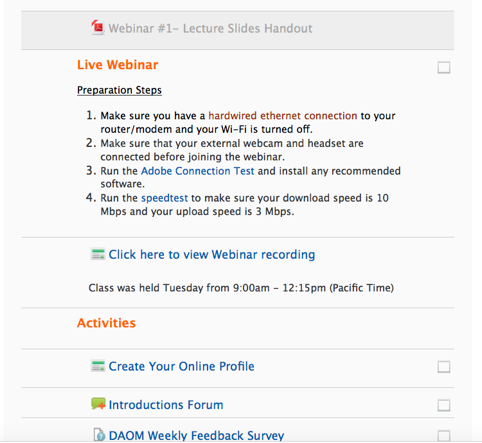 Webinar #1– Lecture Slides Handout
Live Webinar
Preparation Steps
1. Make sure you have a hardwired ethernet connection to your
router/modem and your Wi-Fi is turned off.
2. Make sure that your external webcam and headset are
connected before joining the webinar.
3. Run the Adobe Connection Test and install any recommended
software.
4. Run the speedtest to make sure your download speed is 10
Mbps and your upload speed is 3 Mbps.
Click here to view Webinar recording
Class was held Tuesday from 9:00am – 12:15pm (Pacific Time)
Activities
Create Your Online Profile
Introductions Forum
DAOM Weekly Feedback Survey